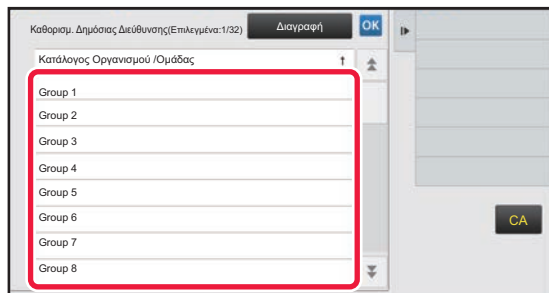 Καθορισμ. Δημόσιας Διεύθυνσης(Επιλεγμένα:1/32) Διαγραφή OK
Κατάλογος Οργανισμού /Ομάδας ↑
Group 1
Group 2
Group 3
Group 4
Group 5
Group 6
CA
Group 7
Group 8